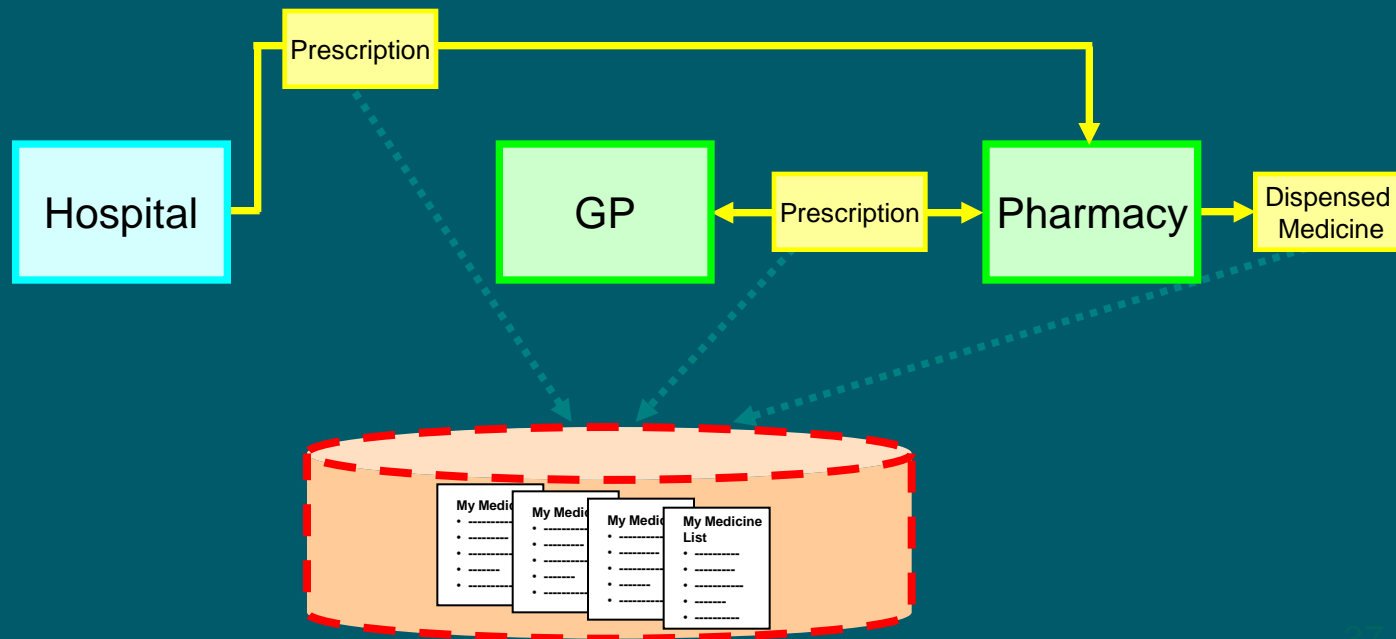 Prescription
Hospital
GP
Prescription
Pharmacy
Dispensed
Medicine
My Medic
My Medic
My Medic
My Medicine
List